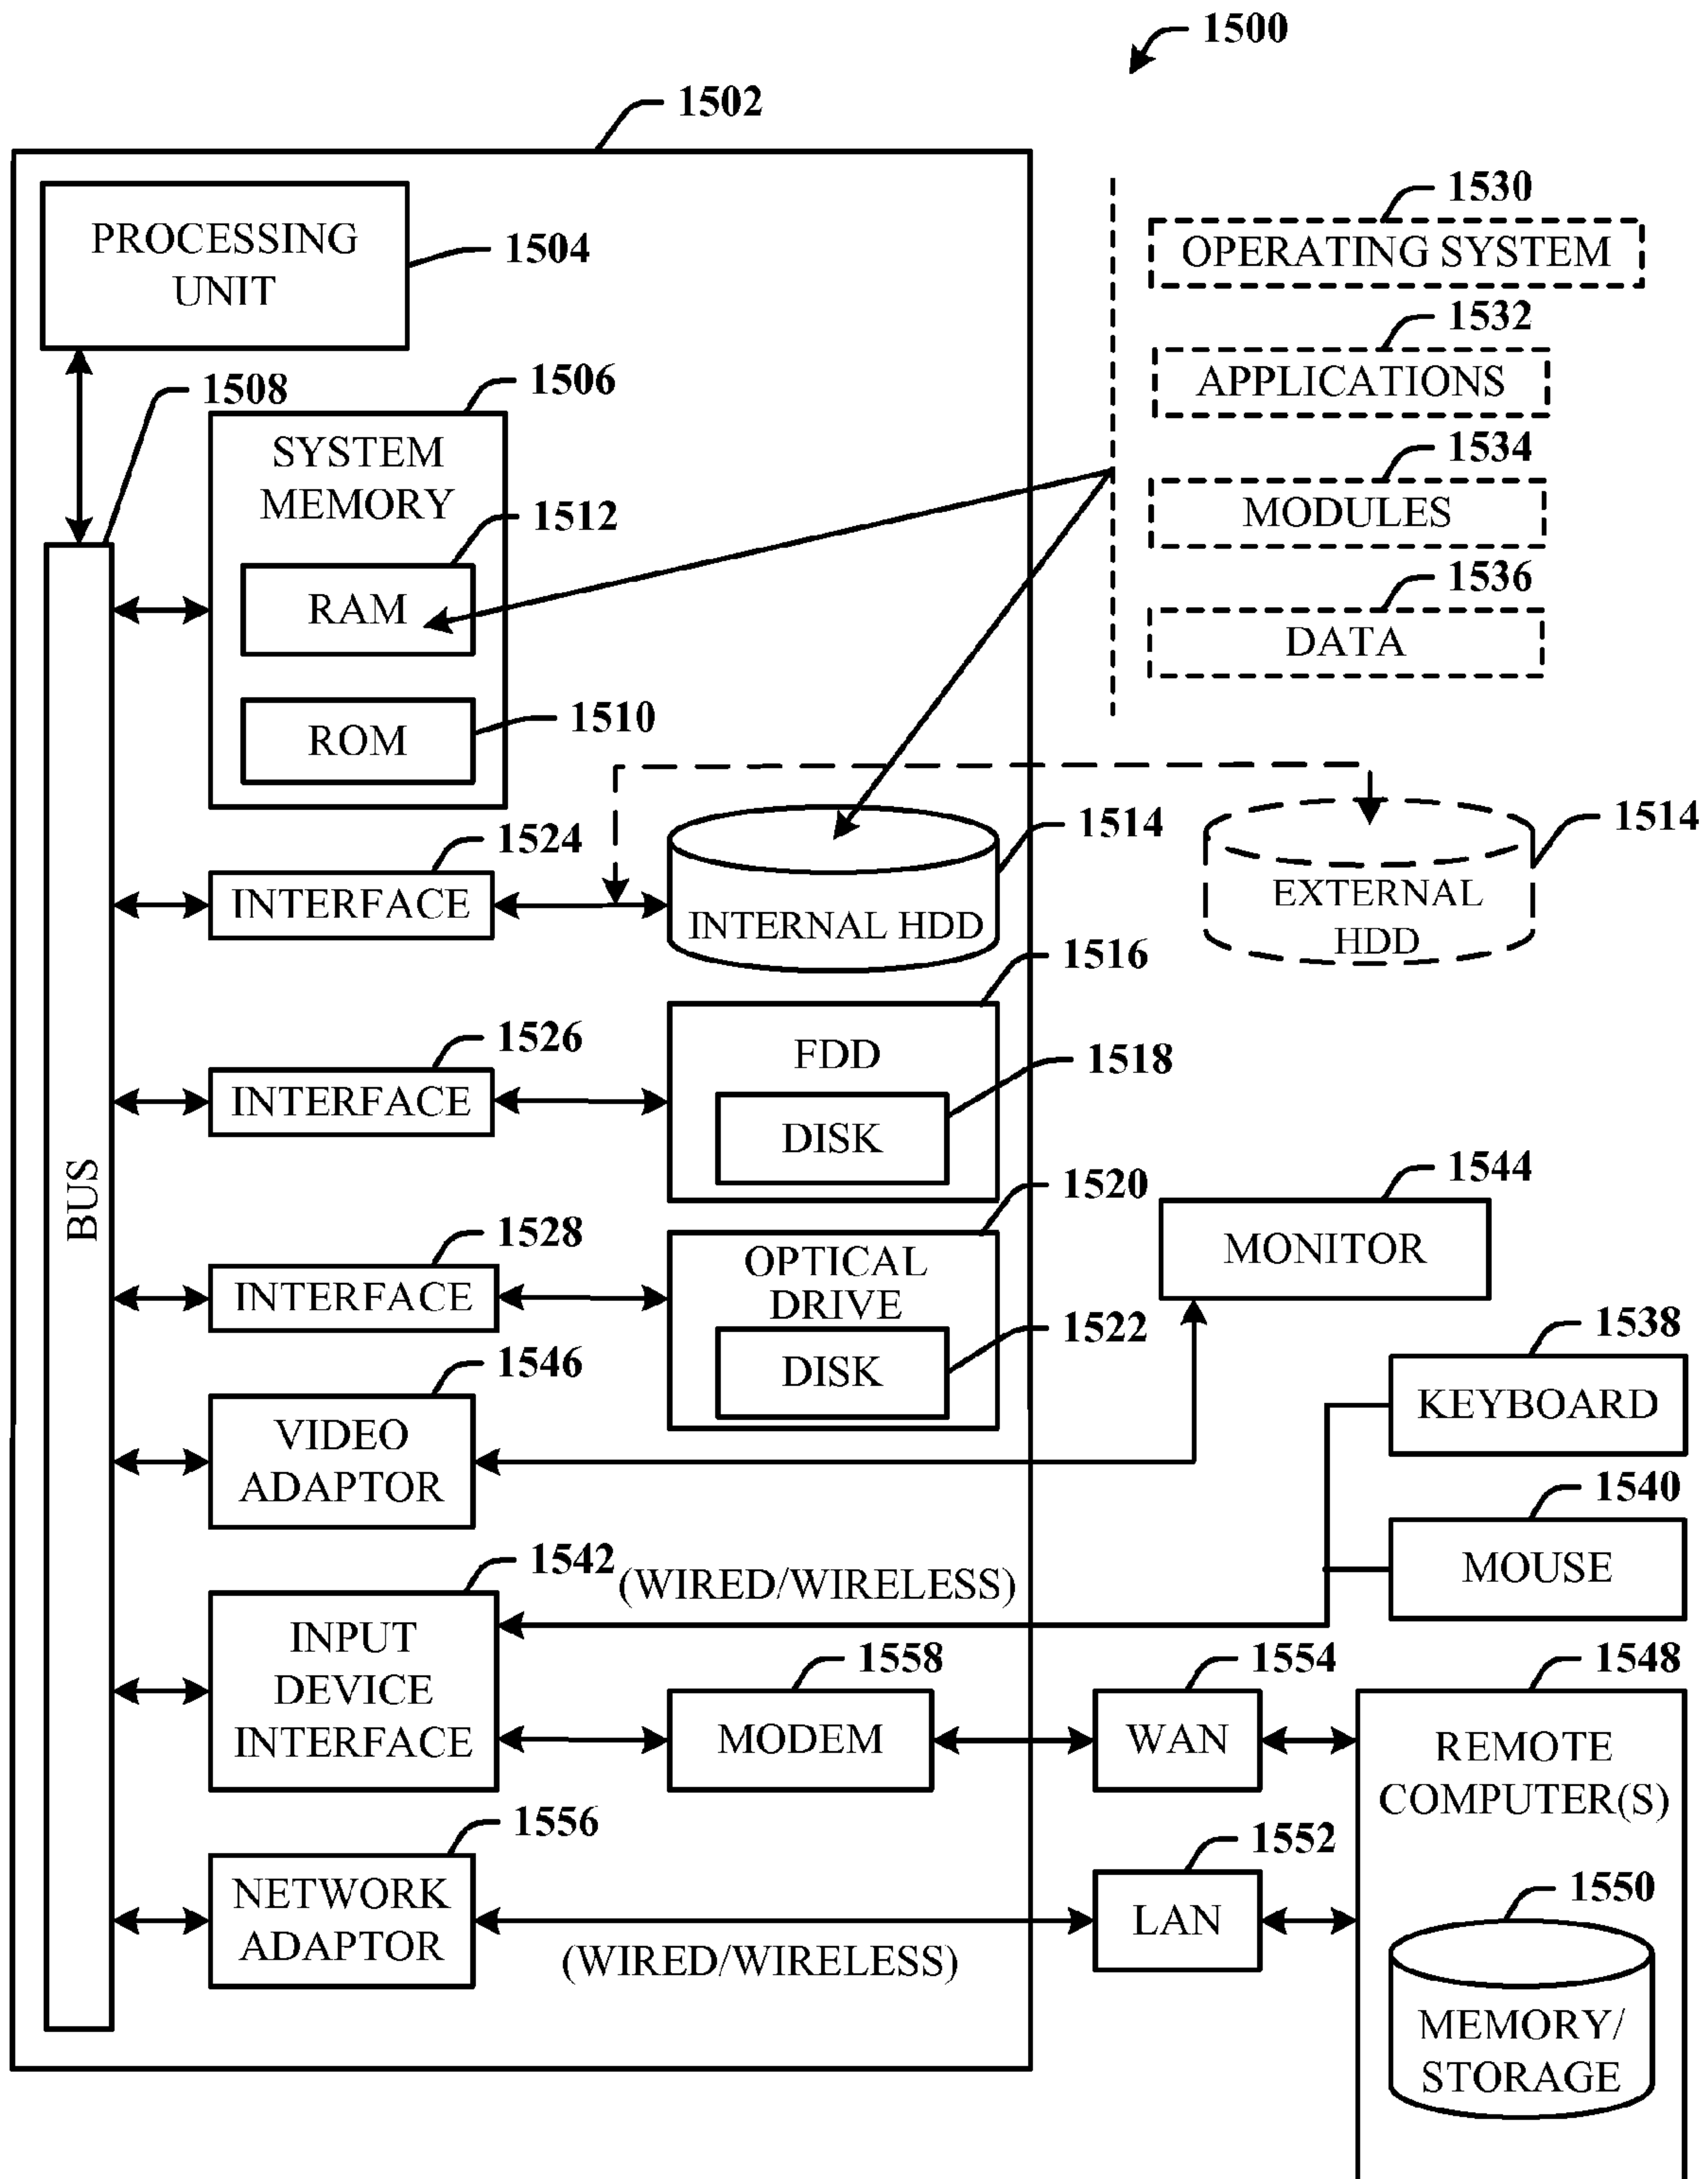 1500
1502
PROCESSING
UNIT
1504
1530
OPERATING SYSTEM
1532
APPLICATIONS
1534
MODULES
1536
DATA
1508
1506
SYSTEM
MEMORY
1512
RAM
1510
ROM
1524
INTERFACE
1514
INTERNAL HDD
1514
EXTERNAL
HDD
1526
INTERFACE
1516
FDD
1518
DISK
BUS
1528
INTERFACE
1520
OPTICAL
DRIVE
1522
DISK
1544
MONITOR
1538
KEYBOARD
1546
VIDEO
ADAPTOR
1540
MOUSE
1542
(WIRED/WIRELESS)
INPUT
DEVICE
INTERFACE
1558
MODEM
1554
WAN
1548
REMOTE
COMPUTER(S)
1556
NETWORK
ADAPTOR
(WIRED/WIRELESS)
1552
LAN
1550
MEMORY/
STORAGE